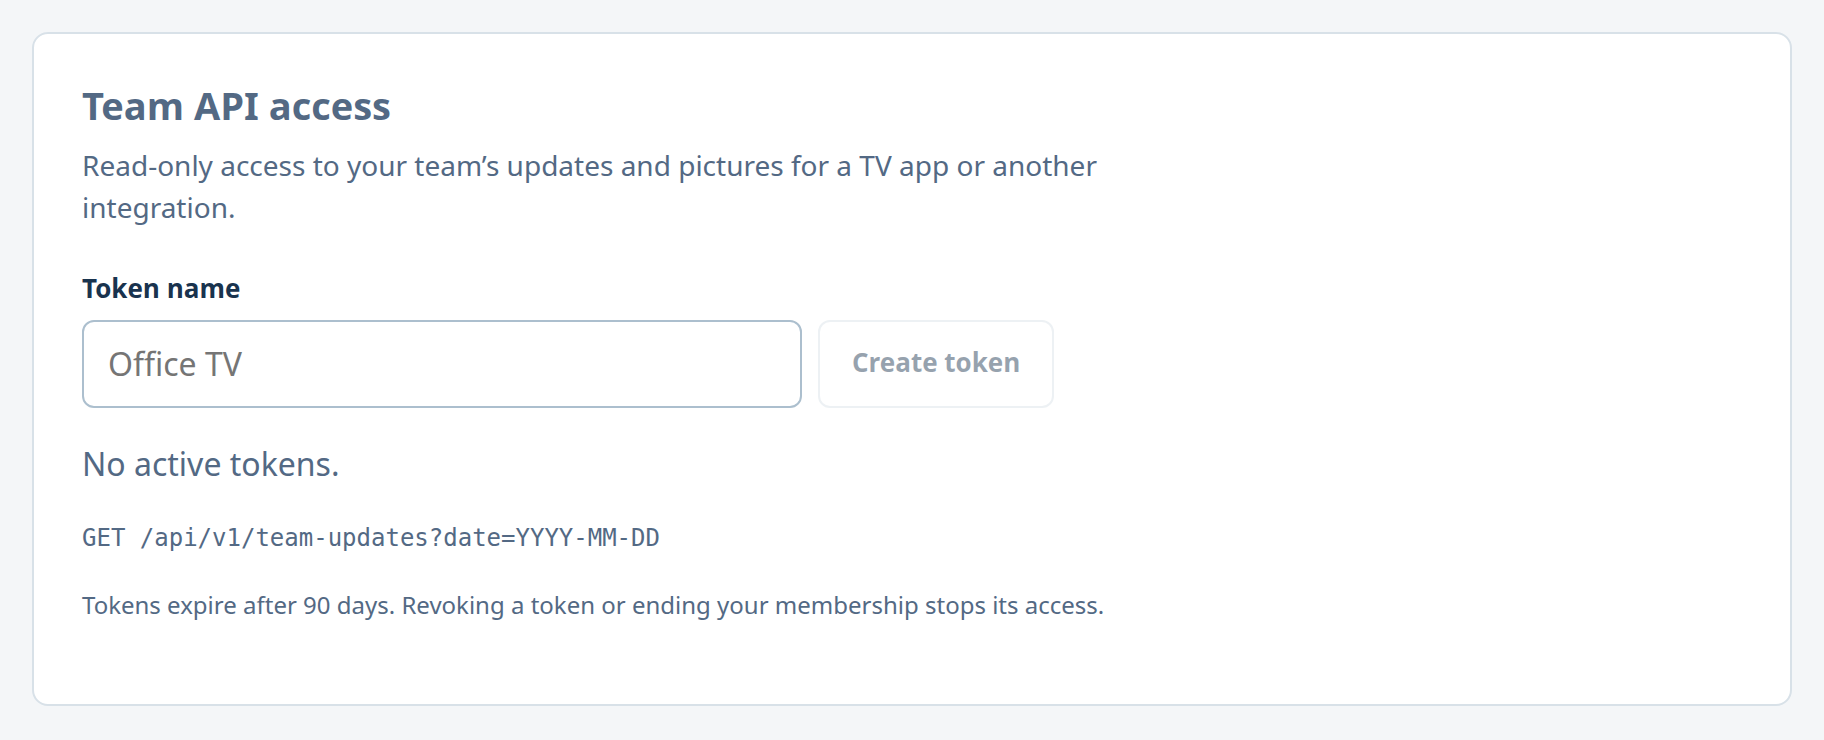 Team API access
Read-only access to your team’s updates and pictures for a TV app or another
integration.
Token name
Office TV
Create token
No active tokens.
GET /api/v1/team-updates?date=YYYY-MM-DD
Tokens expire after 90 days. Revoking a token or ending your membership stops its access.